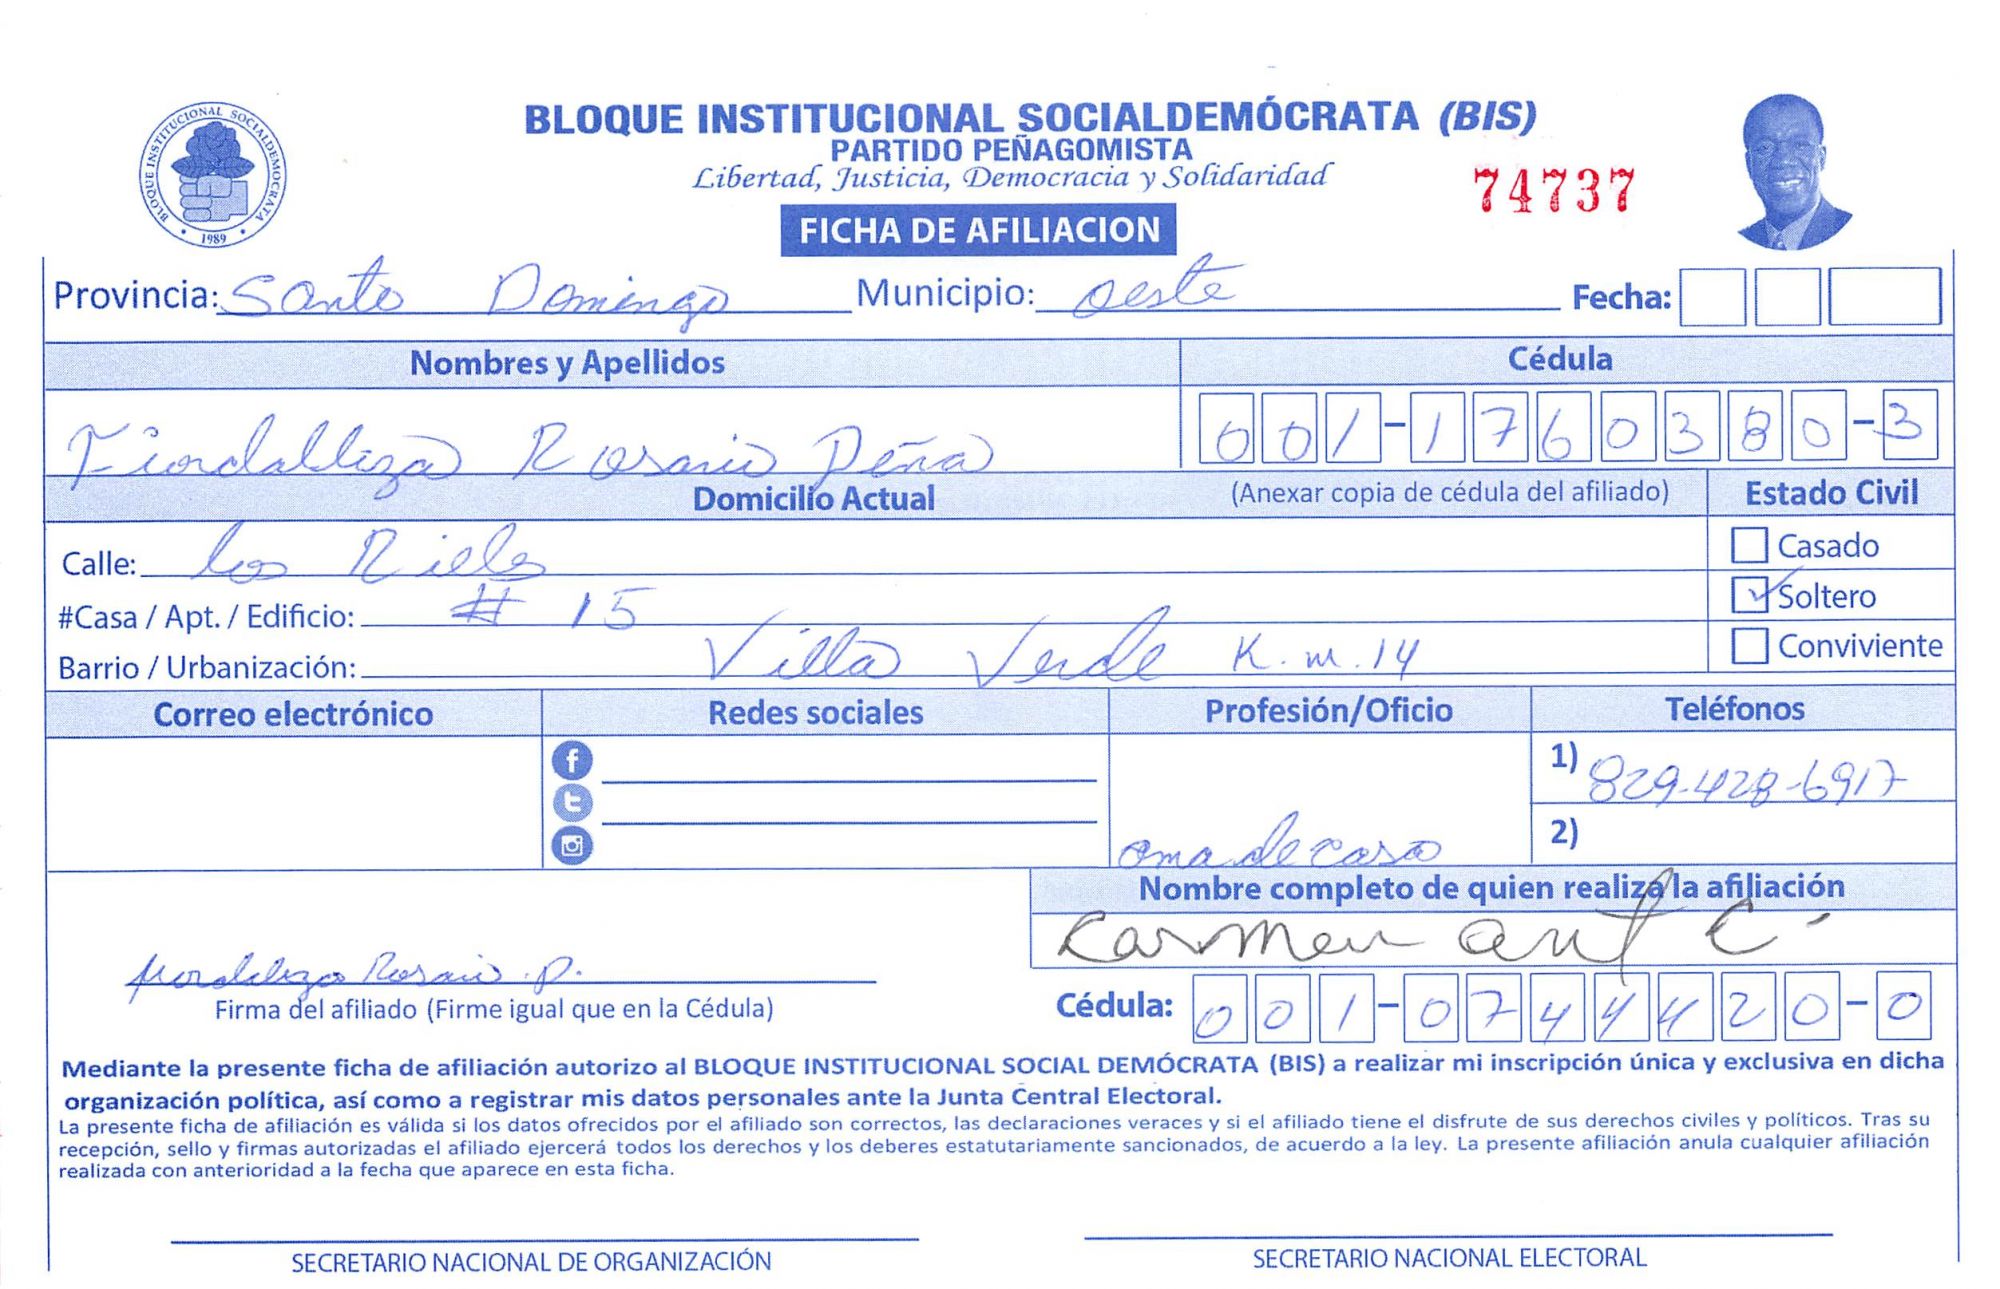 BLOQUE INSTITUCIONAL SOCIALDEMÓCRATA (BIS)
PARTIDO PEÑAGOMISTA
Libertad, Justicia, Democracia y Solidaridad
74737
BLOQUE INSTITUCIONAL SOCIALDEMOCRATA
1989
FICHA DE AFILIACION
Provincia: Santo Domingo Municipio: oeste Fecha:
Nombres y Apellidos Cédula
Fiordalliza Rosario Peña 001-1760380-3
Domicilio Actual (Anexar copia de cédula del afiliado) Estado Civil
Calle: los Rieles Casado
#Casa / Apt. / Edificio: # 15 Soltero
Barrio / Urbanización: Villa Verde K.m.14 Conviviente
Correo electrónico Redes sociales Profesión/Oficio Teléfonos
1) 829-428-6917
ama de casa 2)
Nombre completo de quien realiza la afiliación
Carmen
Rosario P.
Firma del afiliado (Firme igual que en la Cédula) Cédula: 001-0744420-0
Mediante la presente ficha de afiliación autorizo al BLOQUE INSTITUCIONAL SOCIAL DEMÓCRATA (BIS) a realizar mi inscripción única y exclusiva en dicha
organización política, así como a registrar mis datos personales ante la Junta Central Electoral.
La presente ficha de afiliación es válida si los datos ofrecidos por el afiliado son correctos, las declaraciones veraces y si el afiliado tiene el disfrute de sus derechos civiles y políticos. Tras su
recepción, sello y firmas autorizadas el afiliado ejercerá todos los derechos y los deberes estatutariamente sancionados, de acuerdo a la ley. La presente afiliación anula cualquier afiliación
realizada con anterioridad a la fecha que aparece en esta ficha.
SECRETARIO NACIONAL DE ORGANIZACIÓN SECRETARIO NACIONAL ELECTORAL